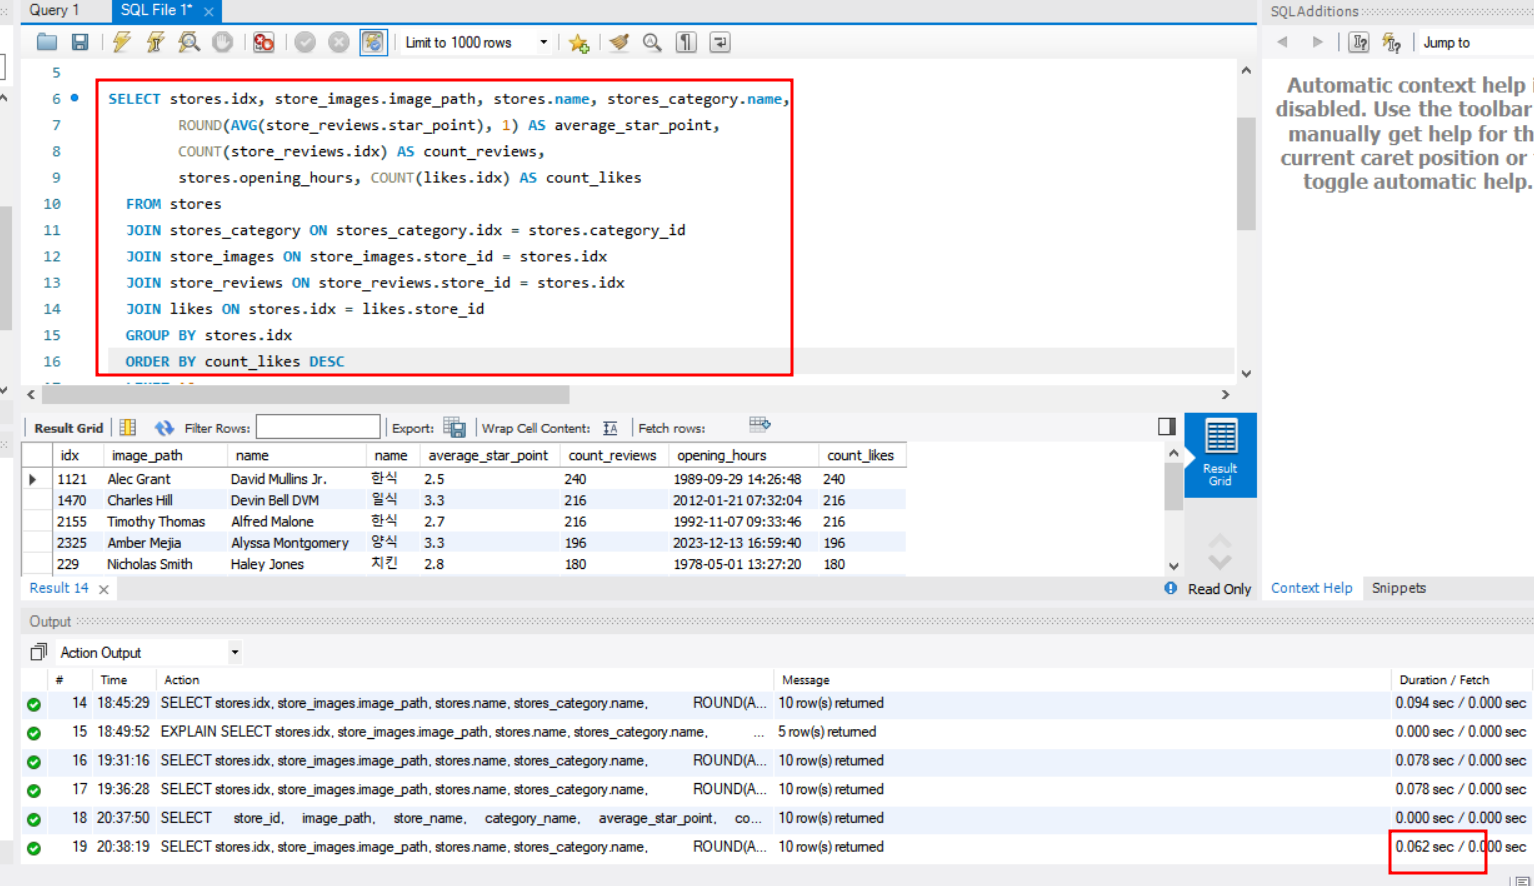 Query 1 SQL File 1* ×
Limit to 1000 rows
5
6 SELECT stores.idx, store_images.image_path, stores.name, stores_category.name,
7 ROUND(AVG(store_reviews.star_point), 1) AS average_star_point,
8 COUNT(store_reviews.idx) AS count_reviews,
9 stores.opening_hours, COUNT(likes.idx) AS count_likes
10 FROM stores
11 JOIN stores_category ON stores_category.idx = stores.category_id
12 JOIN store_images ON store_images.store_id = stores.idx
13 JOIN store_reviews ON store_reviews.store_id = stores.idx
14 JOIN likes ON stores.idx = likes.store_id
15 GROUP BY stores.idx
16 ORDER BY count_likes DESC
SQLAdditions
Jump to
Automatic context help
disabled. Use the toolbar
manually get help for
current caret position or
toggle automatic help.
Result Grid Filter Rows: Export: Wrap Cell Content: Fetch rows:
idx image_path name name average_star_point count_reviews opening_hours count_likes
1121 Alec Grant David Mullins Jr. 한식 2.5 240 1989-09-29 14:26:48 240
1470 Charles Hill Devin Bell DVM 일식 3.3 216 2012-01-21 07:32:04 216
2155 Timothy Thomas Alfred Malone 한식 2.7 216 1992-11-07 09:33:46 216
2325 Amber Mejia Alyssa Montgomery 양식 3.3 196 2023-12-13 16:59:40 196
229 Nicholas Smith Haley Jones 치킨 2.8 180 1978-05-01 13:27:20 180
Result
Grid
Result 14 × Read Only
Context Help Snippets
Output
Action Output
# Time Action Message Duration / Fetch
14 18:45:29 SELECT stores.idx, store_images.image_path, stores.name, stores_category.name, ROUND(A... 10 row(s) returned 0.094 sec / 0.000 sec
15 18:49:52 EXPLAIN SELECT stores.idx, store_images.image_path, stores.name, stores_category.name, ... 5 row(s) returned 0.000 sec / 0.000 sec
16 19:31:16 SELECT stores.idx, store_images.image_path, stores.name, stores_category.name, ROUND(A... 10 row(s) returned 0.078 sec / 0.000 sec
17 19:36:28 SELECT stores.idx, store_images.image_path, stores.name, stores_category.name, ROUND(A... 10 row(s) returned 0.078 sec / 0.000 sec
18 20:37:50 SELECT store_id, image_path, store_name, category_name, average_star_point, co... 10 row(s) returned 0.000 sec / 0.000 sec
19 20:38:19 SELECT stores.idx, store_images.image_path, stores.name, stores_category.name, ROUND(A... 10 row(s) returned 0.062 sec / 0.000 sec